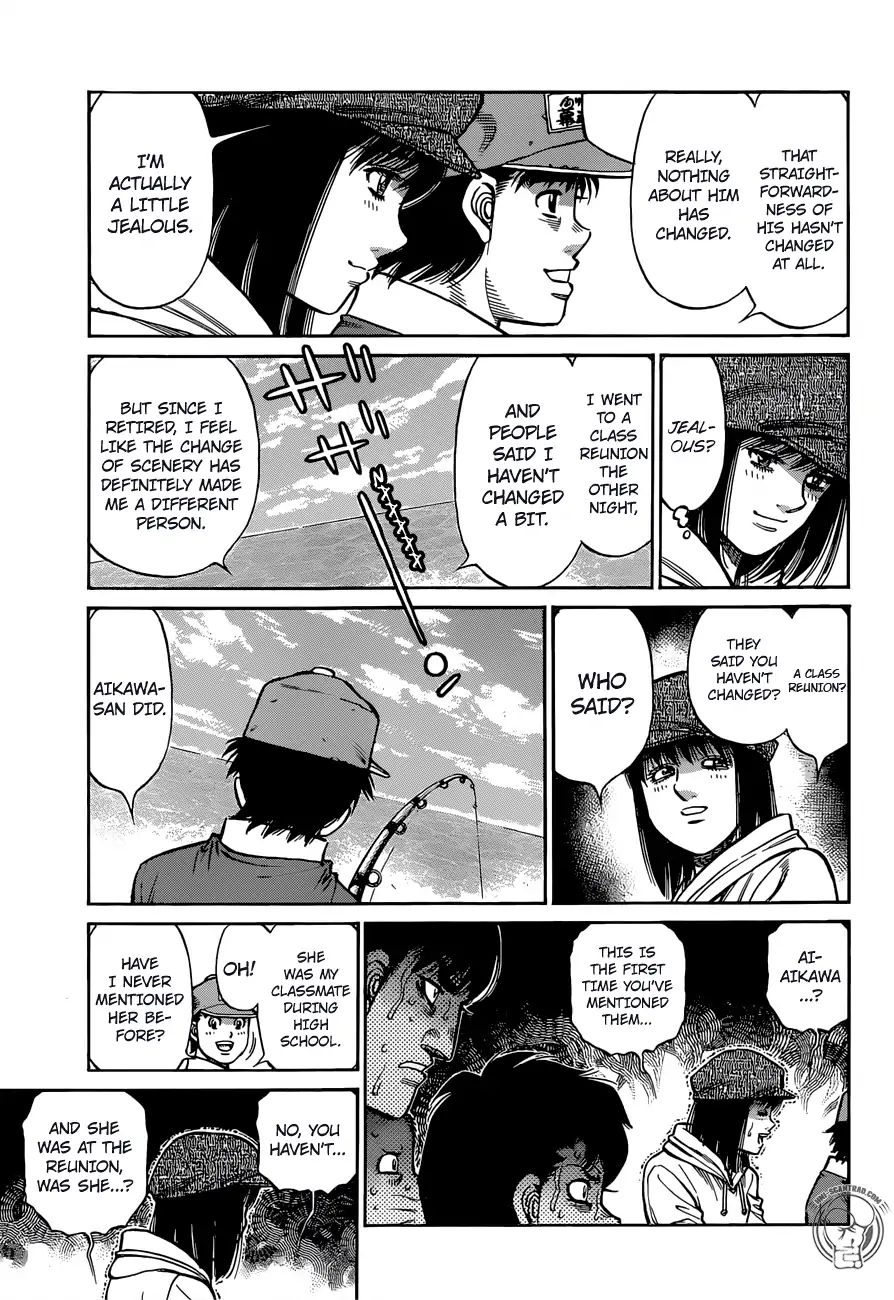 THAT
STRAIGHT-
FORWARD-
NESS OF
HIS HASN'T
CHANGED
AT ALL.
REALLY,
NOTHING
ABOUT HIM
HAS
CHANGED.
I'M
ACTUALLY
A LITTLE
JEALOUS.
JEAL-
OUS?
I WENT
TO A
CLASS
REUNION
THE
OTHER
NIGHT,
AND
PEOPLE
SAID I
HAVEN'T
CHANGED
A BIT.
BUT SINCE I
RETIRED, I FEEL
LIKE THE CHANGE
OF SCENERY HAS
DEFINITELY MADE
ME A DIFFERENT
PERSON.
A CLASS
REUNION?
THEY
SAID YOU
HAVEN'T
CHANGED?
WHO
SAID?
AIKAWA-
SAN DID.
AI-
AIKAWA
...?
THIS IS
THE FIRST
TIME YOU'VE
MENTIONED
THEM...
SHE
WAS MY
CLASSMATE
DURING
HIGH
SCHOOL.
OH!
HAVE
I NEVER
MENTIONED
HER BE-
FORE?
NO, YOU
HAVEN'T...
AND SHE
WAS AT THE
REUNION,
WAS SHE...?